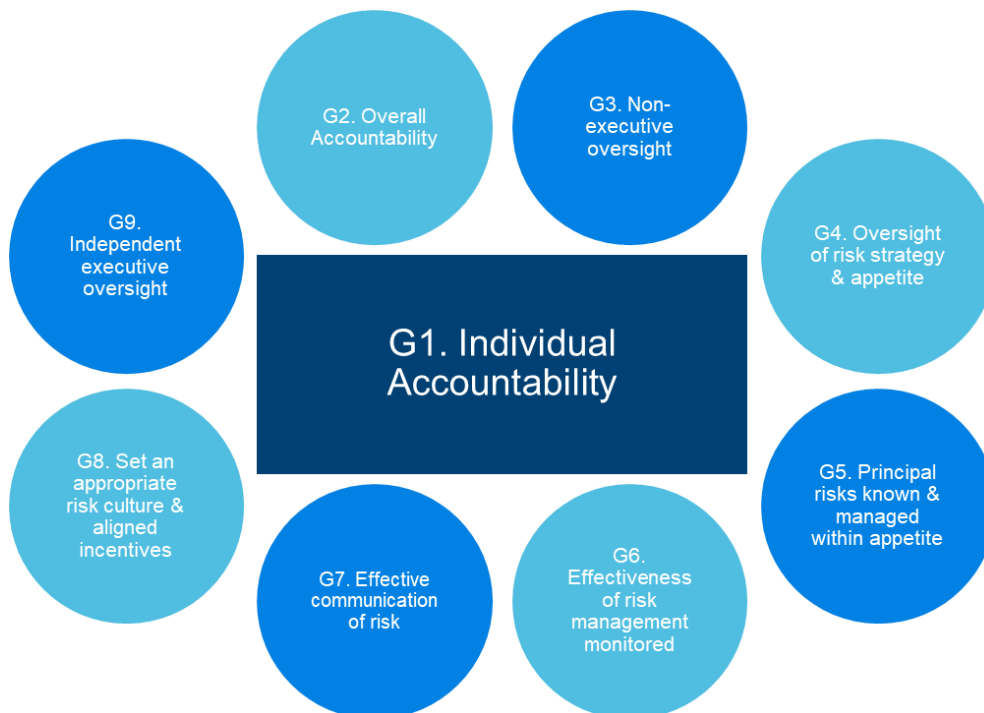 G2. Overall
Accountability
G3. Non-
executive
oversight
G9.
Independent
executive
oversight
G4. Oversight
of risk strategy
& appetite
G1. Individual
Accountability
G8. Set an
appropriate
risk culture &
aligned
incentives
G5. Principal
risks known &
managed
within appetite
G7. Effective
communication
of risk
G6.
Effectiveness
of risk
management
monitored